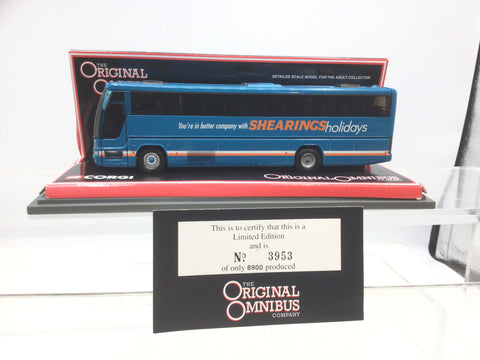 THE
ORIGINAL
DETAILED SCALE MODEL FOR THE ADULT COLLECTOR
You're in better company with SHEARINGS holidays
CORGI
ORIGINAL OMNIBUS
This is to certify that this is a
Limited Edition
and is
No. 3953
of only 8900 produced
THE
ORIGINAL
OMNIBUS
COMPANY